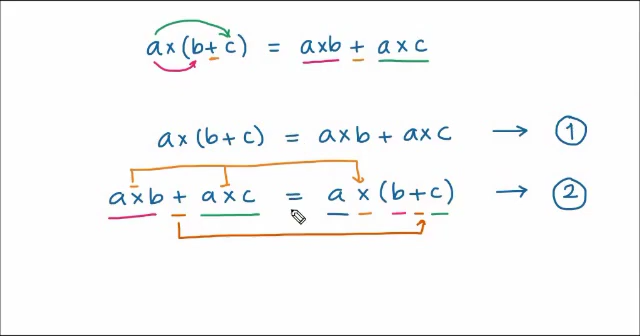 a×(b+c) = a×b + a×c
a×(b+c) = a×b + a×c → ①
a×b + a×c = a × (b+c) → ②